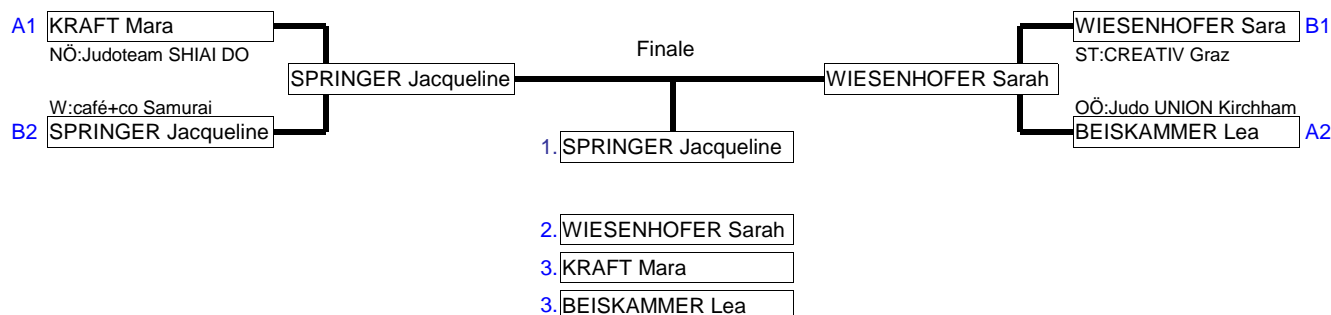 A1 KRAFT Mara
NÖ:Judoteam SHIAI DO
W:café+co Samurai
B2 SPRINGER Jacqueline
SPRINGER Jacqueline
Finale
WIESENHOFER Sarah
WIESENHOFER Sara B1
ST:CREATIV Graz
OÖ:Judo UNION Kirchham
BEISKAMMER Lea A2
1. SPRINGER Jacqueline
2. WIESENHOFER Sarah
3. KRAFT Mara
3. BEISKAMMER Lea